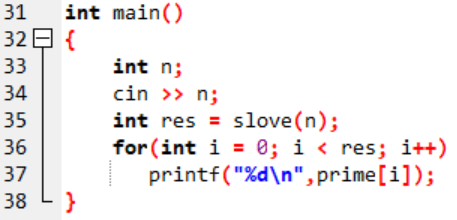 31 int main()
32 {
33 int n;
34 cin >> n;
35 int res = slove(n);
36 for(int i = 0; i < res; i++)
37 printf("%d\n",prime[i]);
38 }